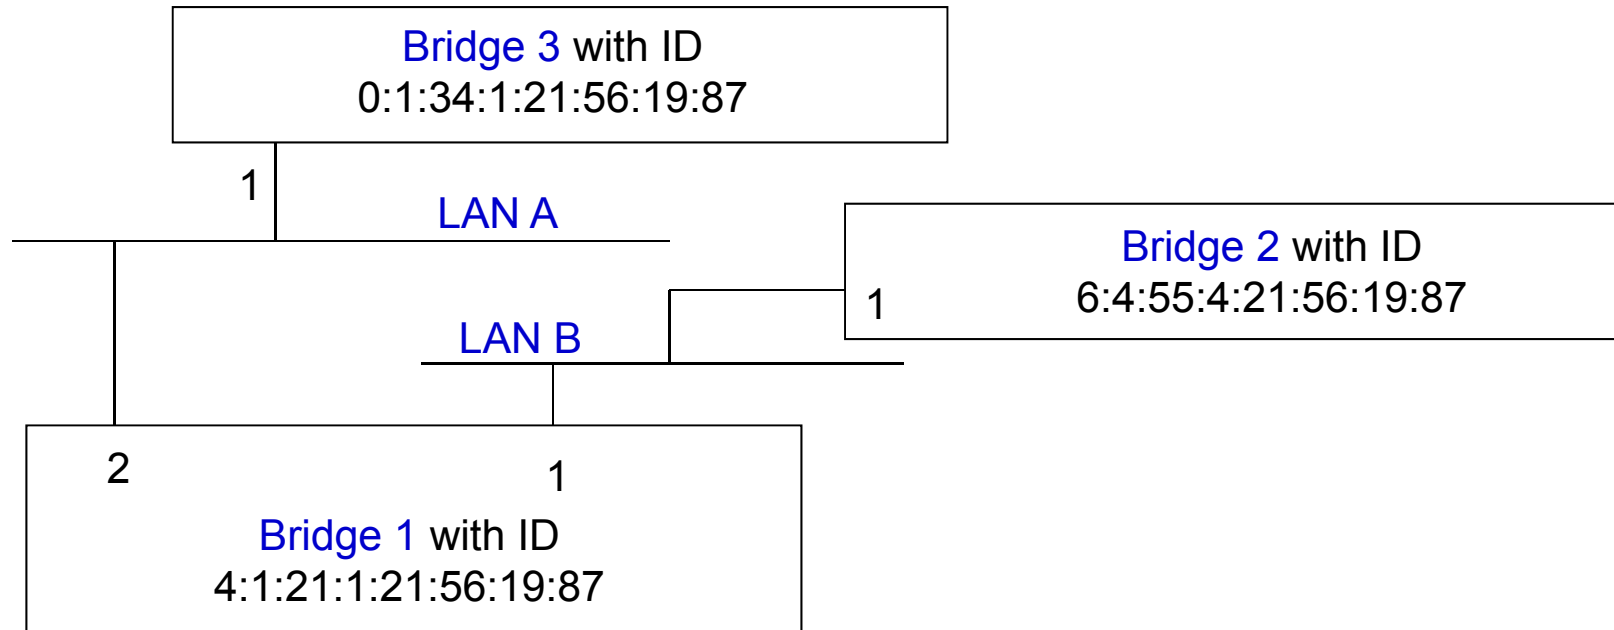 Bridge 3 with ID
0:1:34:1:21:56:19:87
1
LAN A
Bridge 2 with ID
6:4:55:4:21:56:19:87
1
LAN B
2
1
Bridge 1 with ID
4:1:21:1:21:56:19:87